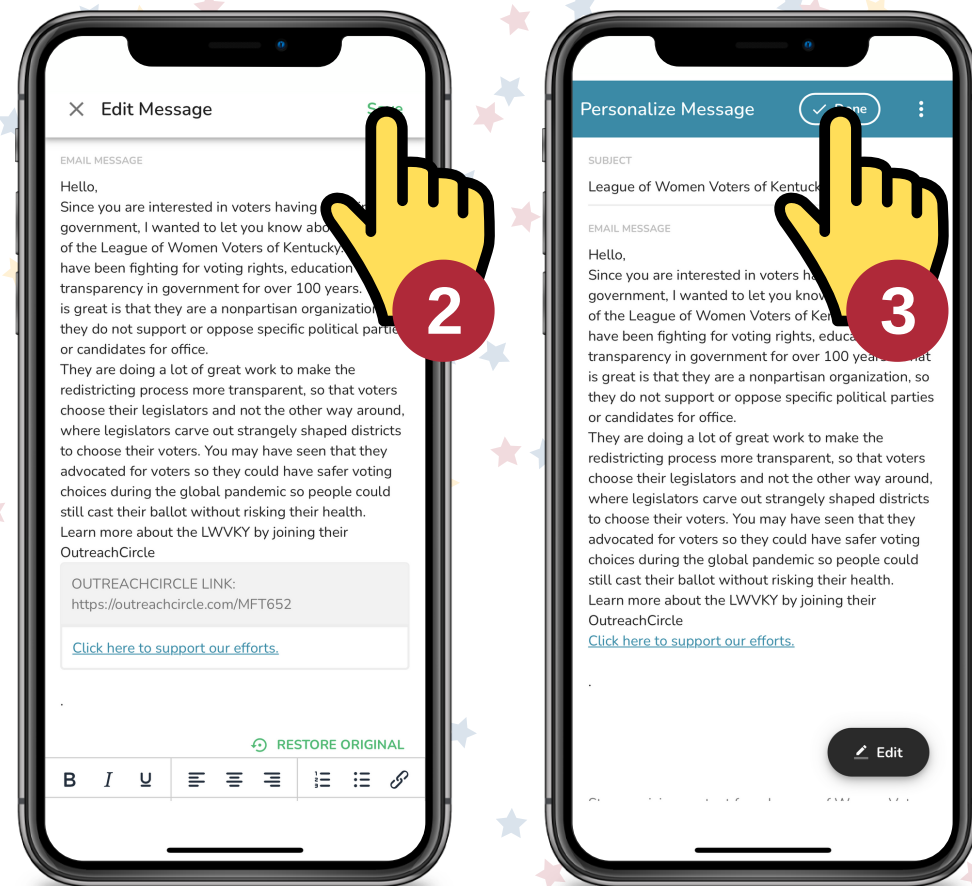 Edit Message
EMAIL MESSAGE
Hello,
Since you are interested in voters having
government, I wanted to let you know
of the League of Women Voters of Kentucky.
have been fighting for voting rights, education
transparency in government for over 100 years.
is great is that they are a nonpartisan organization
they do not support or oppose specific political parties
or candidates for office.
They are doing a lot of great work to make the
redistricting process more transparent, so that voters
choose their legislators and not the other way around,
where legislators carve out strangely shaped districts
to choose their voters. You may have seen that they
advocated for voters so they could have safer voting
choices during the global pandemic so people could
still cast their ballot without risking their health.
Learn more about the LWVKY by joining their
OutreachCircle
OUTREACHCIRCLE LINK:
https://outreachcircle.com/MFT652
Click here to support our efforts.
.
RESTORE ORIGINAL
B I U
2
Personalize Message
Done
SUBJECT
League of Women Voters of Kentucky
EMAIL MESSAGE
Hello,
Since you are interested in voters
government, I wanted to let you know
of the League of Women Voters of
have been fighting for voting rights,
transparency in government for over 100
is great is that they are a nonpartisan organization, so
they do not support or oppose specific political parties
or candidates for office.
They are doing a lot of great work to make the
redistricting process more transparent, so that voters
choose their legislators and not the other way around,
where legislators carve out strangely shaped districts
to choose their voters. You may have seen that they
advocated for voters so they could have safer voting
choices during the global pandemic so people could
still cast their ballot without risking their health.
Learn more about the LWVKY by joining their
OutreachCircle
Click here to support our efforts.
.
Edit
3